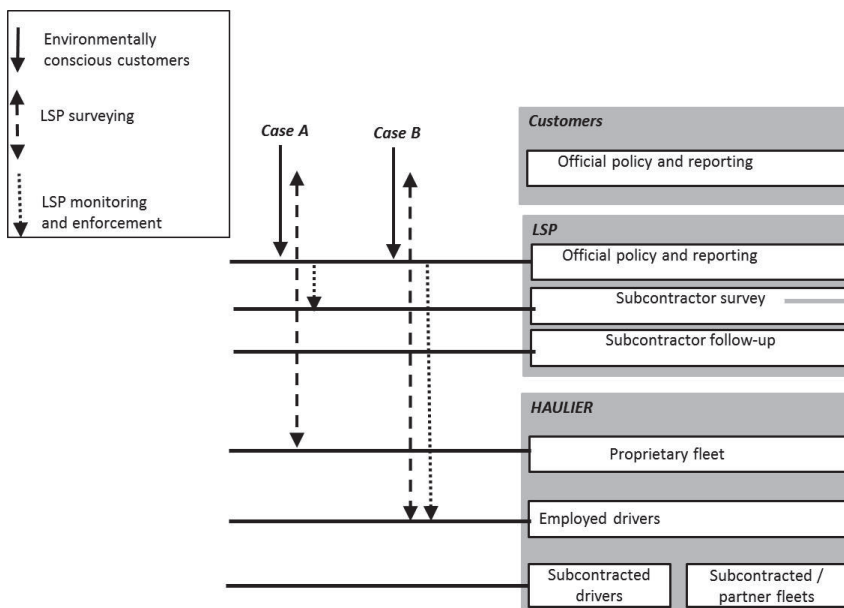 Environmentally
conscious customers
LSP surveying
LSP monitoring
and enforcement
Case A
Case B
Customers
Official policy and reporting
LSP
Official policy and reporting
Subcontractor survey
Subcontractor follow-up
HAULIER
Proprietary fleet
Employed drivers
Subcontracted
drivers
Subcontracted /
partner fleets